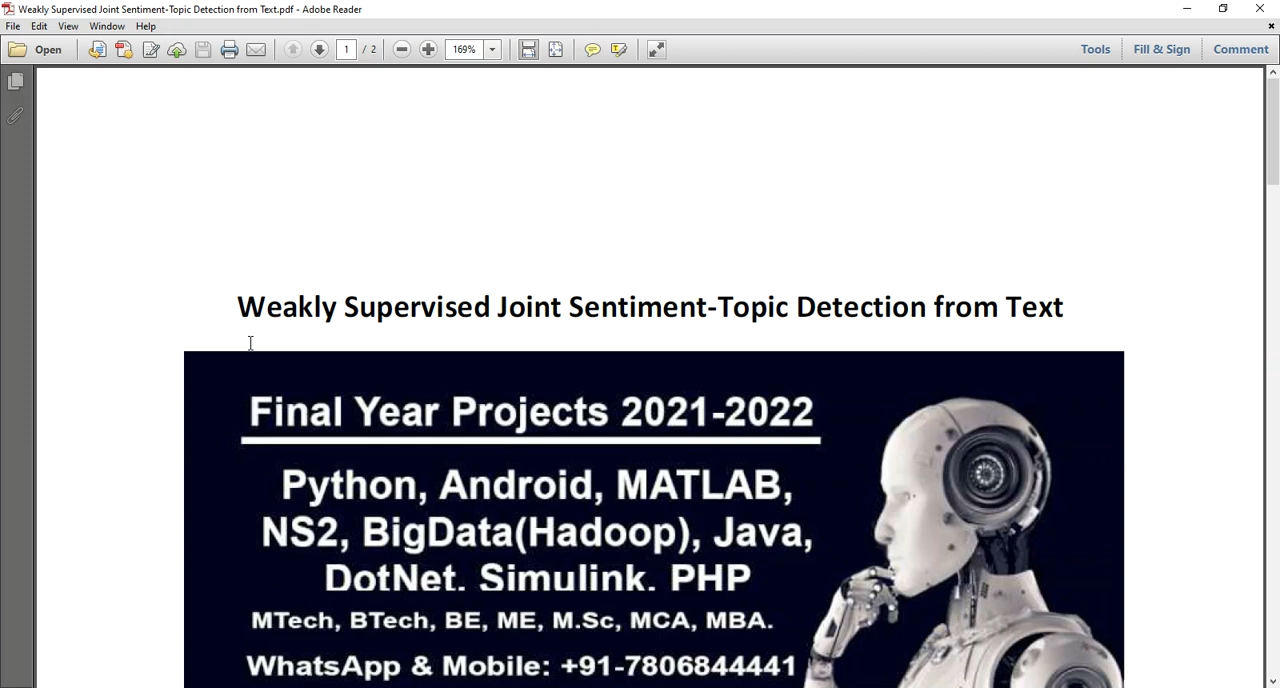 Weakly Supervised Joint Sentiment-Topic Detection from Text.pdf - Adobe Reader
File Edit View Window Help
Open 1 / 2 169% Tools Fill & Sign Comment
Weakly Supervised Joint Sentiment-Topic Detection from Text
Final Year Projects 2021-2022
Python, Android, MATLAB,
NS2, BigData(Hadoop), Java,
DotNet, Simulink, PHP
MTech, BTech, BE, ME, M.Sc, MCA, MBA.
WhatsApp & Mobile: +91-7806844441